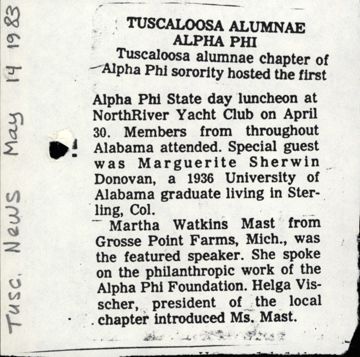 Tusc. News May 14 1983
TUSCALOOSA ALUMNAE
ALPHA PHI
Tuscaloosa alumnae chapter of
Alpha Phi sorority hosted the first
Alpha Phi State day luncheon at
NorthRiver Yacht Club on April
30. Members from throughout
Alabama attended. Special guest
was Marguerite Sherwin
Donovan, a 1936 University of
Alabama graduate living in Ster-
ling, Col.
Martha Watkins Mast from
Grosse Point Farms, Mich., was
the featured speaker. She spoke
on the philanthropic work of the
Alpha Phi Foundation. Helga Vis-
scher, president of the local
chapter introduced Ms. Mast.